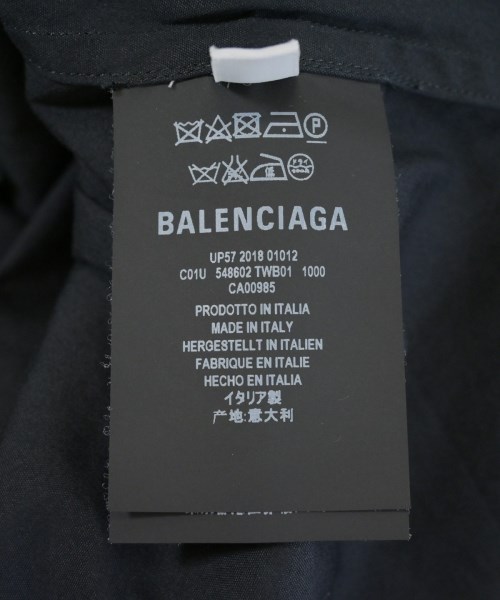 P
BALENCIAGA
UP57 2018 01012
C01U 548602 TWB01 1000
CA00985
PRODOTTO IN ITALIA
MADE IN ITALY
HERGESTELLT IN ITALIEN
FABRIQUE EN ITALIE
HECHO EN ITALIA
イタリア製
产地:意大利